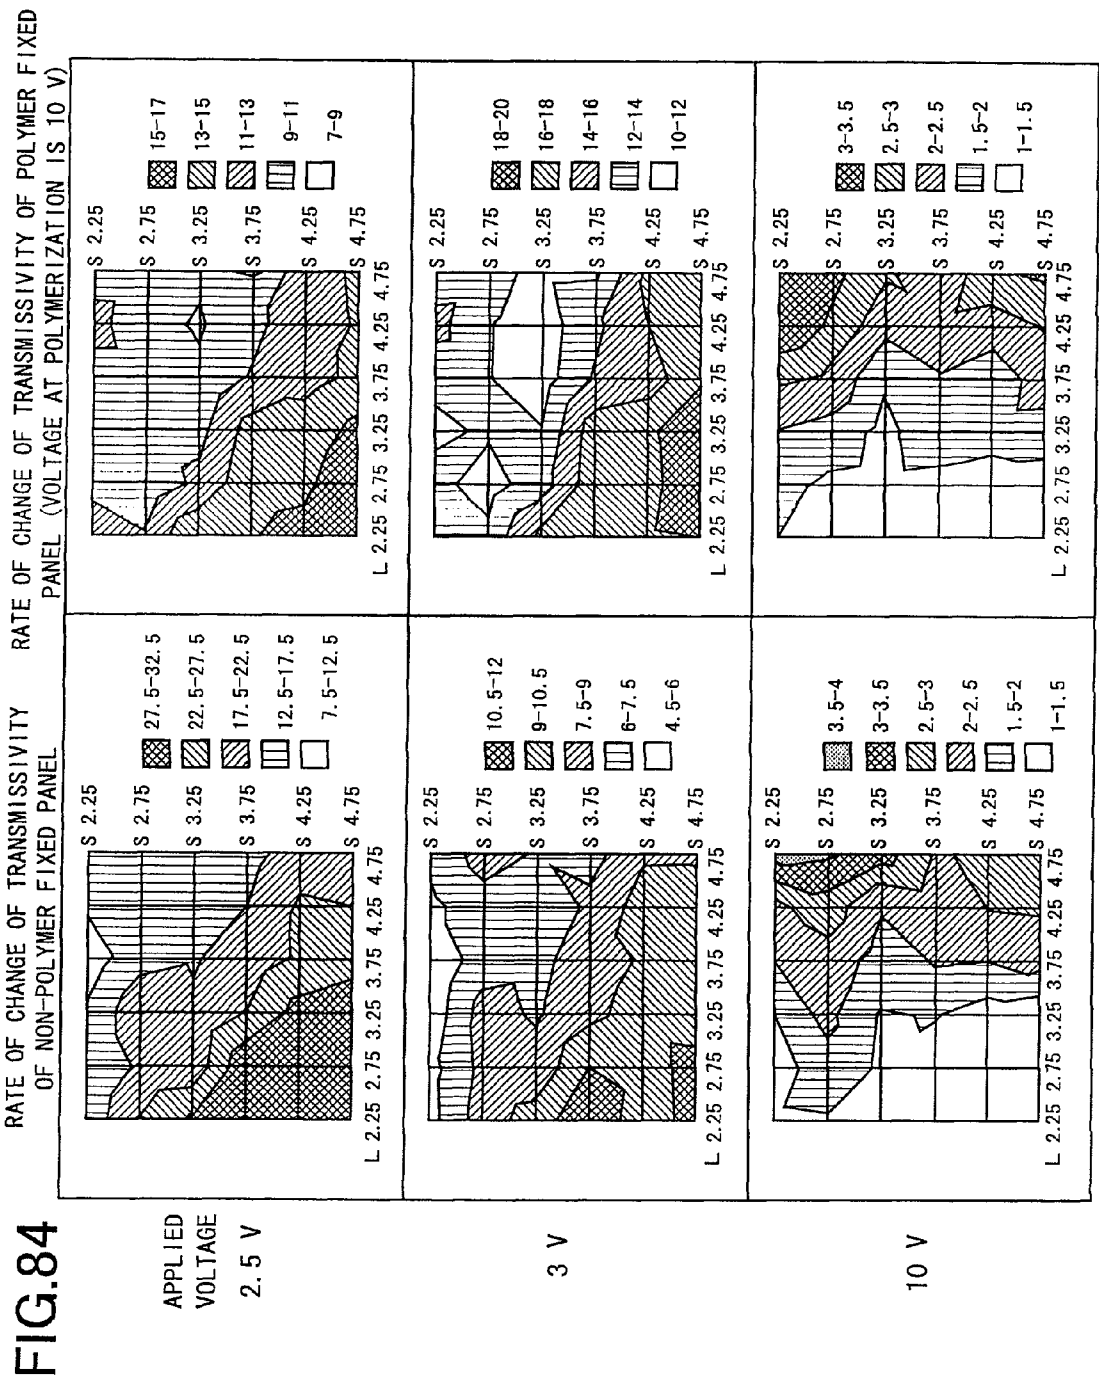 FIG.84
RATE OF CHANGE OF TRANSMISSIVITY
OF NON-POLYMER FIXED PANEL
RATE OF CHANGE OF TRANSMISSIVITY OF POLYMER FIXED
PANEL (VOLTAGE AT POLYMERIZATION IS 10 V)
APPLIED
VOLTAGE
2.5 V
S 2.25
S 2.75
S 3.25
S 3.75
S 4.25
S 4.75
L 2.25 2.75 3.25 3.75 4.25 4.75
27.5-32.5
22.5-27.5
17.5-22.5
12.5-17.5
7.5-12.5
S 2.25
S 2.75
S 3.25
S 3.75
S 4.25
S 4.75
L 2.25 2.75 3.25 3.75 4.25 4.75
15-17
13-15
11-13
9-11
7-9
3 V
S 2.25
S 2.75
S 3.25
S 3.75
S 4.25
S 4.75
L 2.25 2.75 3.25 3.75 4.25 4.75
10.5-12
9-10.5
7.5-9
6-7.5
4.5-6
S 2.25
S 2.75
S 3.25
S 3.75
S 4.25
S 4.75
L 2.25 2.75 3.25 3.75 4.25 4.75
18-20
16-18
14-16
12-14
10-12
10 V
S 2.25
S 2.75
S 3.25
S 3.75
S 4.25
S 4.75
L 2.25 2.75 3.25 3.75 4.25 4.75
3.5-4
3-3.5
2.5-3
2-2.5
1.5-2
1-1.5
S 2.25
S 2.75
S 3.25
S 3.75
S 4.25
S 4.75
L 2.25 2.75 3.25 3.75 4.25 4.75
3-3.5
2.5-3
2-2.5
1.5-2
1-1.5